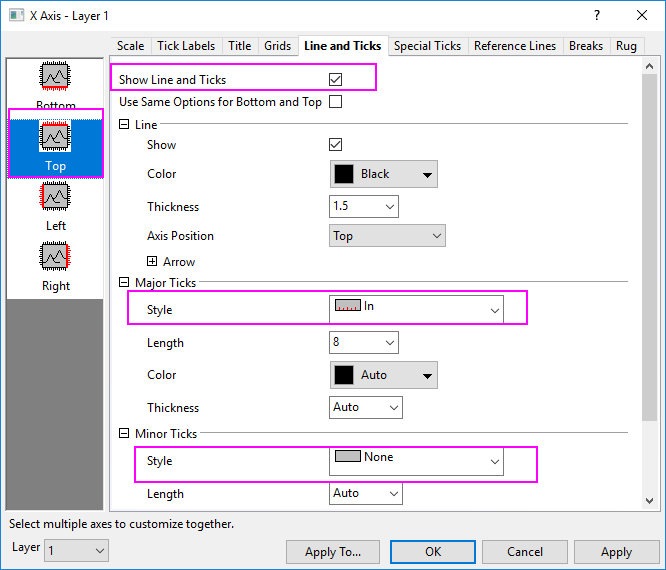 X Axis - Layer 1
Scale Tick Labels Title Grids Line and Ticks Special Ticks Reference Lines Breaks Rug
Bottom
Top
Left
Right
Show Line and Ticks
Use Same Options for Bottom and Top
Line
Show
Color Black
Thickness 1.5
Axis Position Top
Arrow
Major Ticks
Style In
Length 8
Color Auto
Thickness Auto
Minor Ticks
Style None
Length Auto
Select multiple axes to customize together.
Layer 1 Apply To... OK Cancel Apply